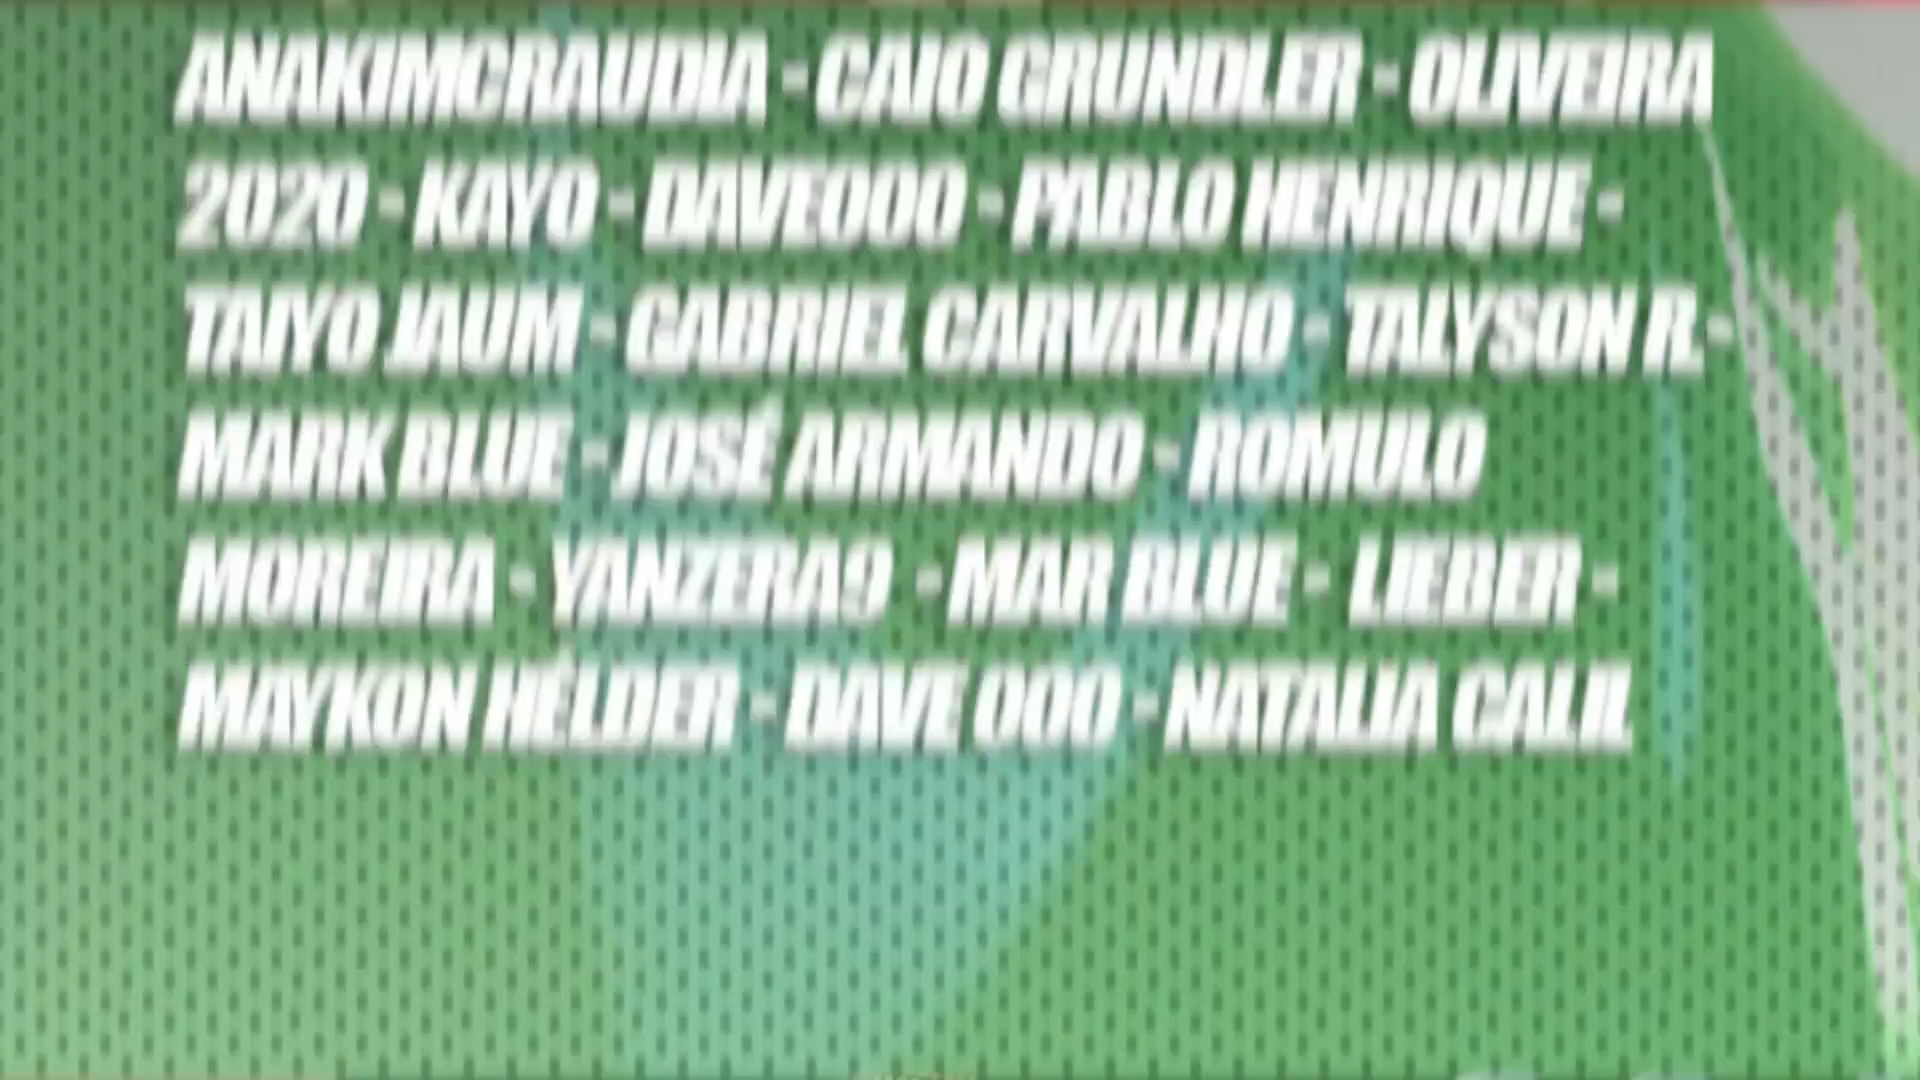 ANAKIMCRAUDIA - CAIO GRUNDLER - OLIVEIRA
2020 - KAYO - DAVE000 - PABLO HENRIQUE -
TAIYO JAUM - GABRIEL CARVALHO - TALYSON R. -
MARK BLUE - JOSÉ ARMANDO - ROMULO
MOREIRA - YANZERA9 - MAR BLUE - LIEBER -
MAYKON HÉLDER - DAVE 000 - NATALIA CALIL